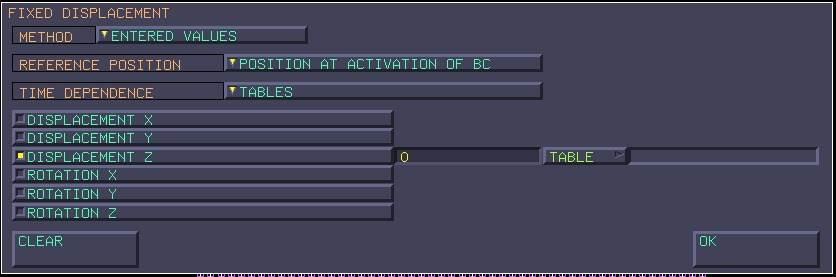 FIXED DISPLACEMENT
METHOD ENTERED VALUES
REFERENCE POSITION POSITION AT ACTIVATION OF BC
TIME DEPENDENCE TABLES
DISPLACEMENT X
DISPLACEMENT Y
DISPLACEMENT Z 0 TABLE
ROTATION X
ROTATION Y
ROTATION Z
CLEAR OK